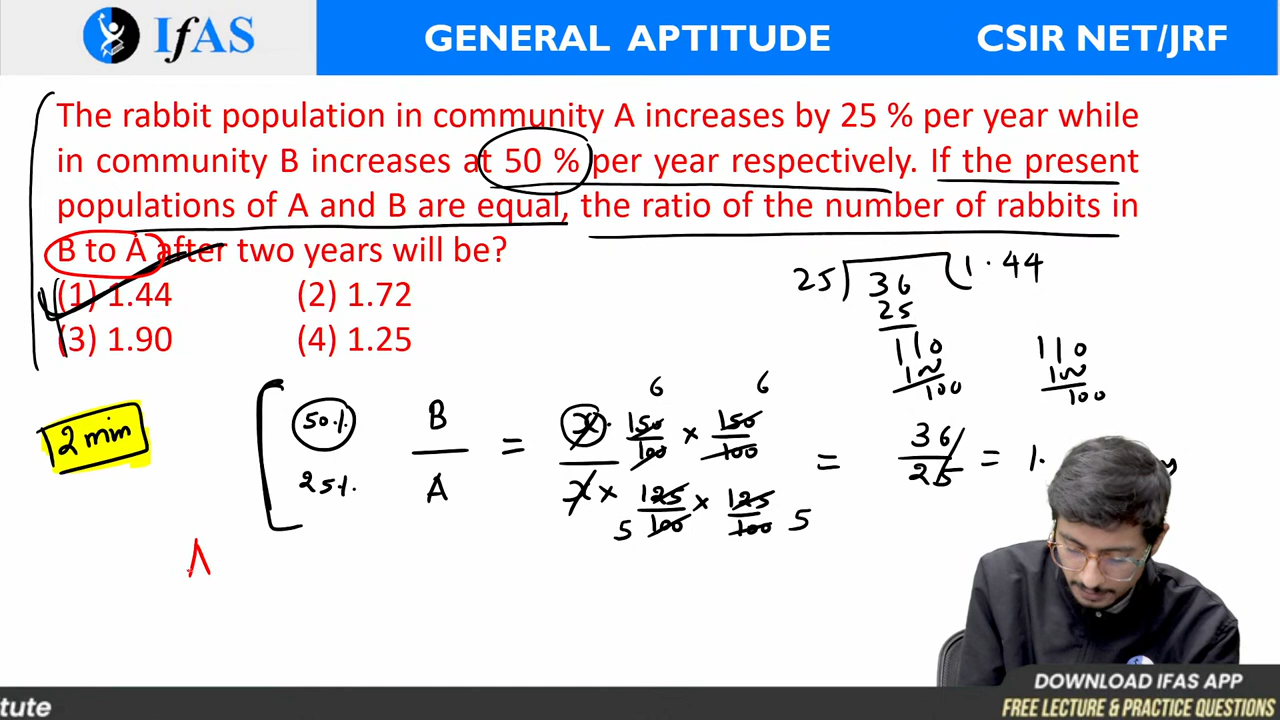 IfAS GENERAL APTITUDE CSIR NET/JRF
The rabbit population in community A increases by 25 % per year while
in community B increases at 50 % per year respectively. If the present
populations of A and B are equal, the ratio of the number of rabbits in
B to A after two years will be?
(1) 1.44 (2) 1.72
(3) 1.90 (4) 1.25
25 36 1.44
25
110 110
100 100
100 100
2 min
6 6
50% B = x · 150/100 × 150/100 = 36/25 = 1.
25% A x × 125/100 × 125/100
5 5
A
DOWNLOAD IFAS APP
FREE LECTURE & PRACTICE QUESTIONS
tute